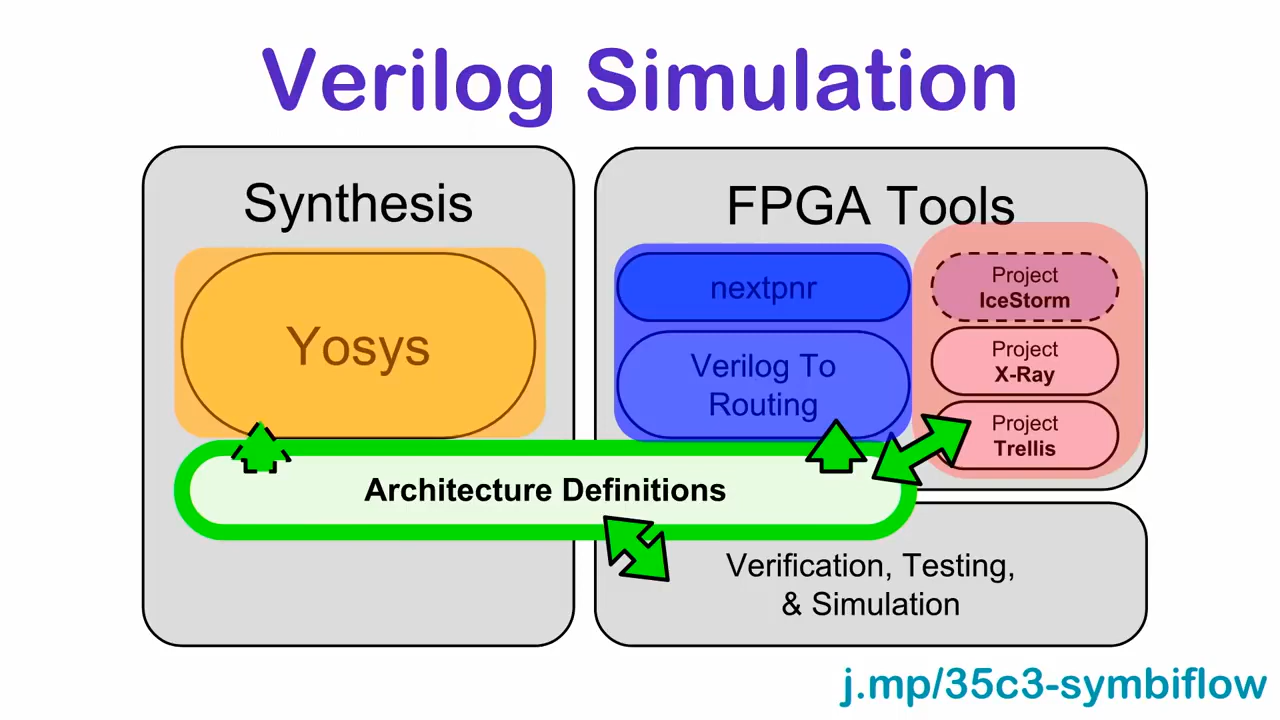 Verilog Simulation
Synthesis
Yosys
FPGA Tools
nextpnr
Verilog To
Routing
Project
IceStorm
Project
X-Ray
Project
Trellis
Architecture Definitions
Verification, Testing,
& Simulation
j.mp/35c3-symbiflow